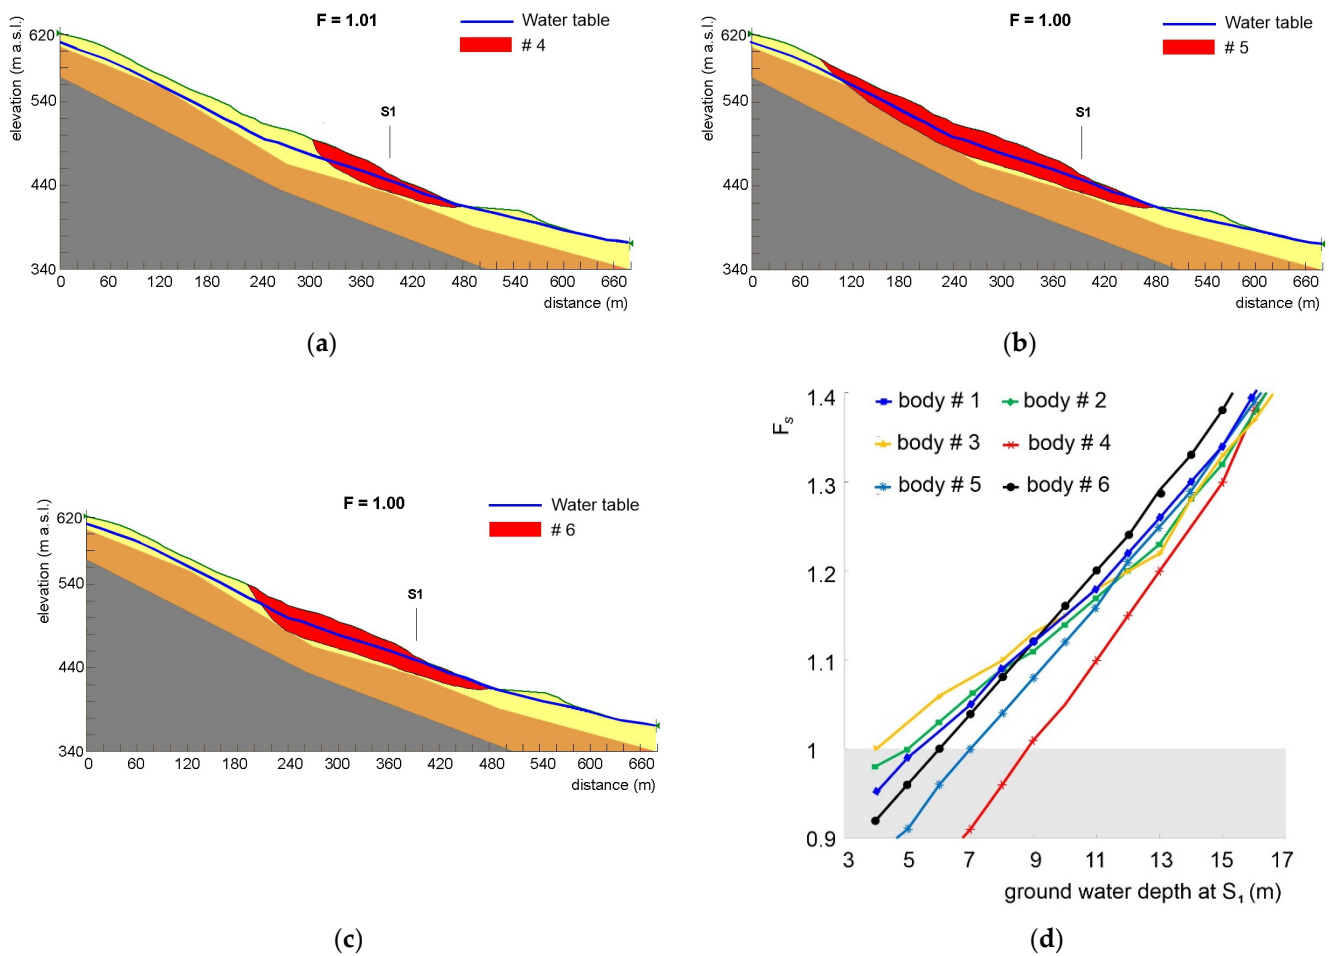 F = 1.01
Water table
# 4
elevation (m a.s.l.)
620
540
440
340
S1
0 60 120 180 240 300 360 420 480 540 600 660
distance (m)
(a)
F = 1.00
Water table
# 5
elevation (m a.s.l.)
620
540
440
340
S1
0 60 120 180 240 300 360 420 480 540 600 660
distance (m)
(b)
F = 1.00
Water table
# 6
elevation (m a.s.l.)
620
540
440
340
S1
0 60 120 180 240 300 360 420 480 540 600 660
distance (m)
(c)
Fs
1.4
1.3
1.2
1.1
1
0.9
body # 1 body # 2
body # 3 body # 4
body # 5 body # 6
3 5 7 9 11 13 15 17
ground water depth at S1 (m)
(d)